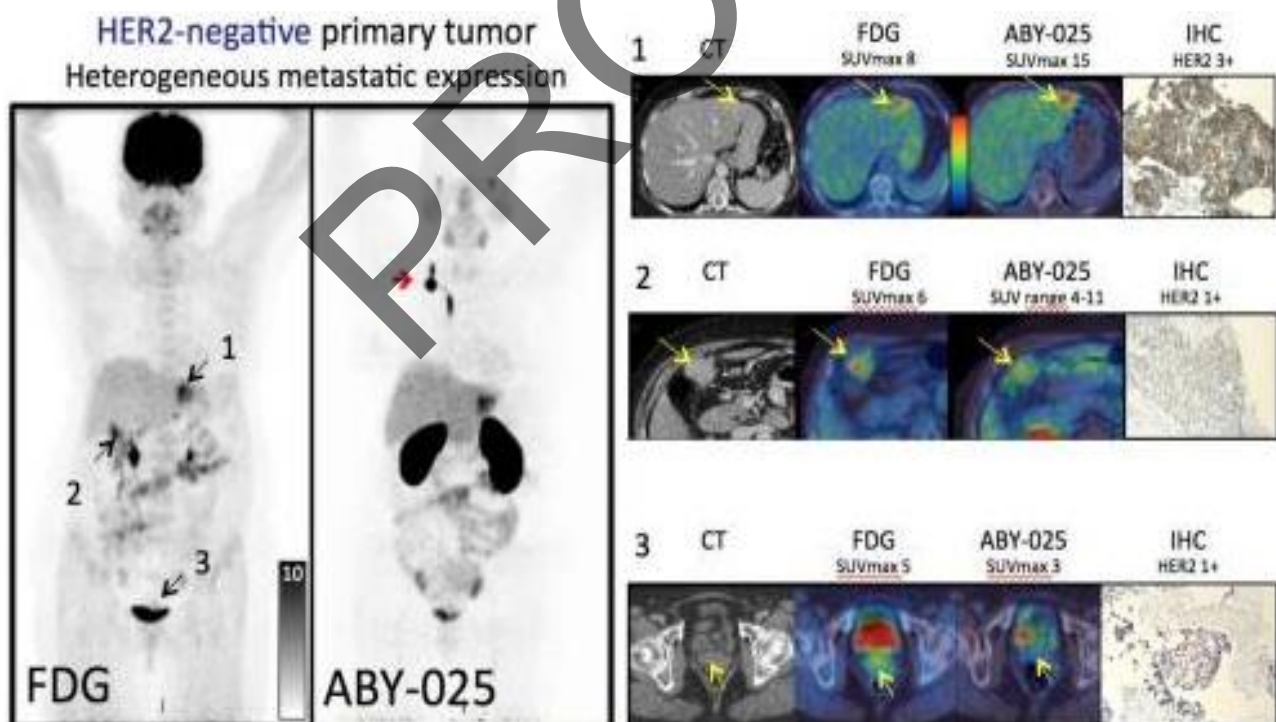 HER2-negative primary tumor
Heterogeneous metastatic expression
1
2
3
10
FDG
ABY-025
1
CT
FDG
SUVmax 8
ABY-025
SUVmax 15
IHC
HER2 3+
2
CT
FDG
SUVmax 6
ABY-025
SUV range 4-11
IHC
HER2 1+
3
CT
FDG
SUVmax 5
ABY-025
SUVmax 3
IHC
HER2 1+
PRO